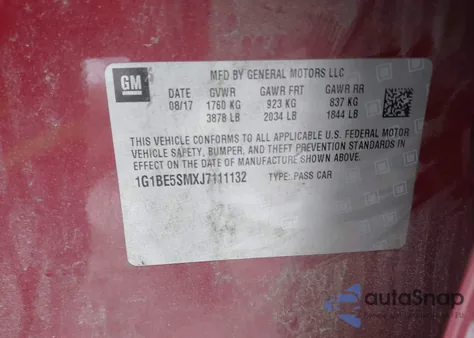 GM
MFD BY GENERAL MOTORS LLC
DATE GVWR GAWR FRT GAWR RR
08/17 1760 KG 923 KG 837 KG
3878 LB 2034 LB 1844 LB
THIS VEHICLE CONFORMS TO ALL APPLICABLE U.S. FEDERAL MOTOR
VEHICLE SAFETY, BUMPER, AND THEFT PREVENTION STANDARDS IN
EFFECT ON THE DATE OF MANUFACTURE SHOWN ABOVE.
1G1BE5SMXJ7111132 TYPE: PASS CAR
autoSnap